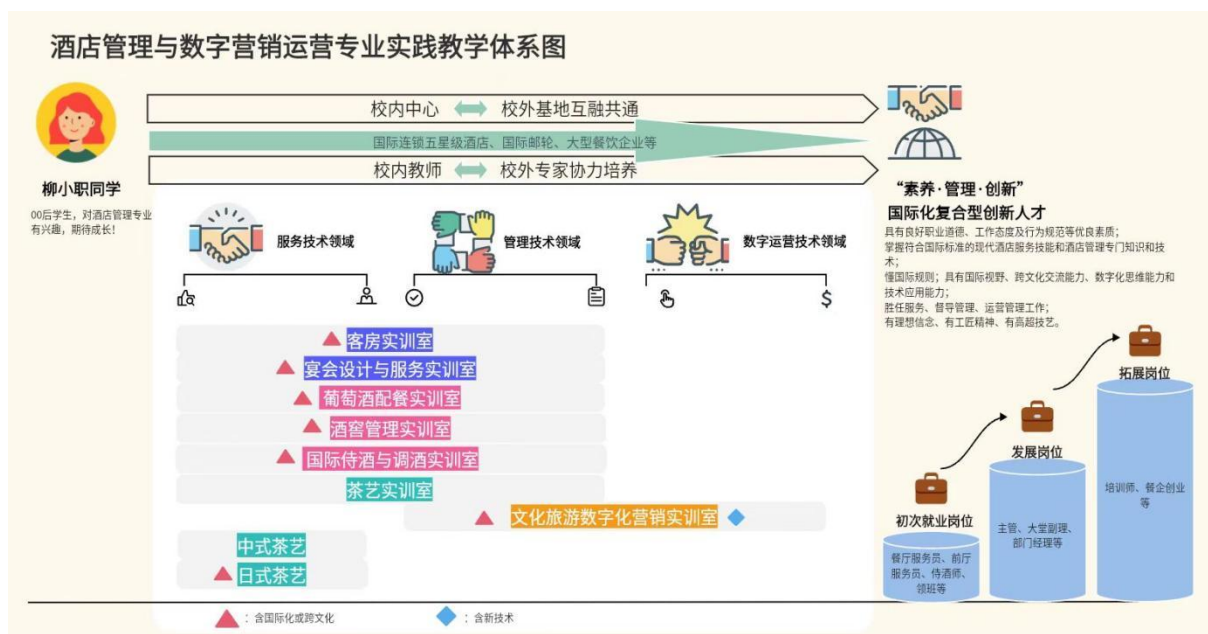 酒店管理与数字营销运营专业实践教学体系图
校内中心 校外基地互融共通
国际连锁五星级酒店、国际邮轮、大型餐饮企业等
校内教师 校外专家协力培养
柳小职同学
00后学生，对酒店管理专业
有兴趣，期待成长！
服务技术领域
管理技术领域
数字运营技术领域
客房实训室
宴会设计与服务实训室
葡萄酒配餐实训室
酒窖管理实训室
国际侍酒与调酒实训室
茶艺实训室
文化旅游数字化营销实训室
中式茶艺
日式茶艺
：含国际化或跨文化
：含新技术
“素养·管理·创新”
国际化复合型创新人才
具有良好职业道德、工作态度及行为规范等优良素质；
掌握符合国际标准的现代酒店服务技能和酒店管理专门知识和技
术；
懂国际规则；具有国际视野、跨文化交流能力、数字化思维能力和
技术应用能力；
胜任服务、督导管理、运营管理工作；
有理想信念、有工匠精神、有高超技艺。
拓展岗位
培训师、餐企创业
等
发展岗位
主管、大堂副理、
部门经理等
初次就业岗位
餐厅服务员、前厅
服务员、侍酒师、
领班等